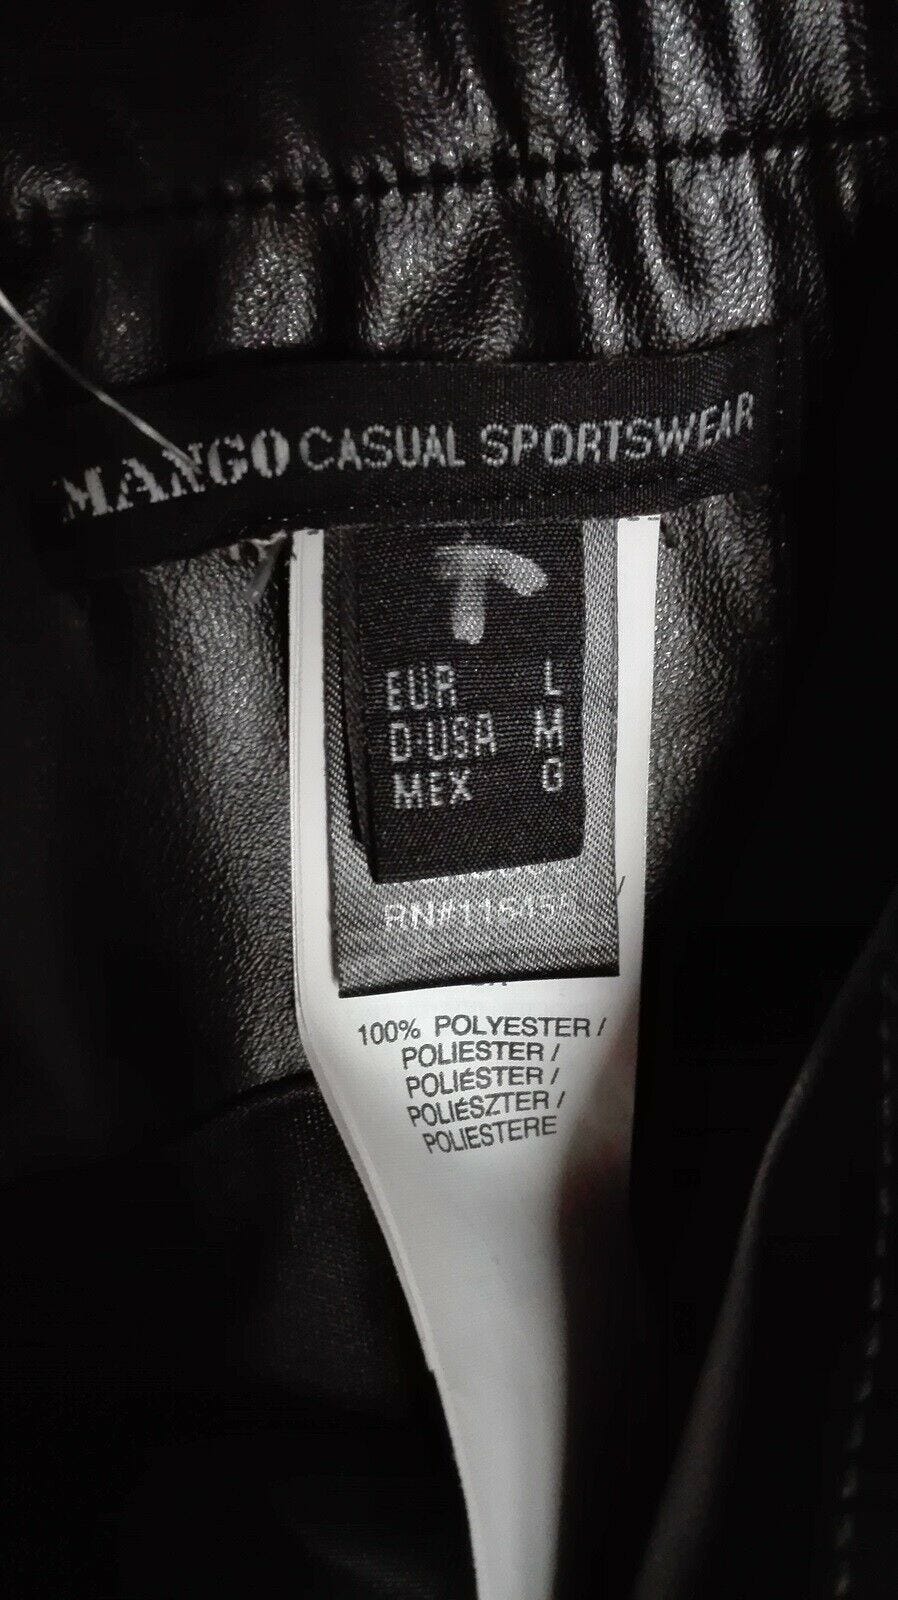 MANGO CASUAL SPORTSWEAR
EUR L
D-USA M
MEX G
100% POLYESTER /
POLIESTER /
POLIÉSTER /
POLIÉSZTER /
POLIESTERE